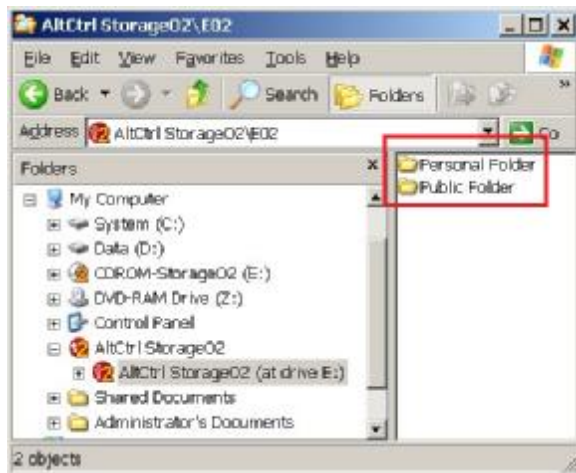 AltCtrl Storage02\E02
File Edit View Favorites Tools Help
Back Search Folders »
Address AltCtrl Storage02\E02 Go
Folders x
Personal Folder
Public Folder
My Computer
System (C:)
Data (D:)
CDROM-Storage02 (E:)
DVD-RAM Drive (Z:)
Control Panel
AltCtrl Storage02
AltCtrl Storage02 (at drive E:)
Shared Documents
Administrator's Documents
2 objects